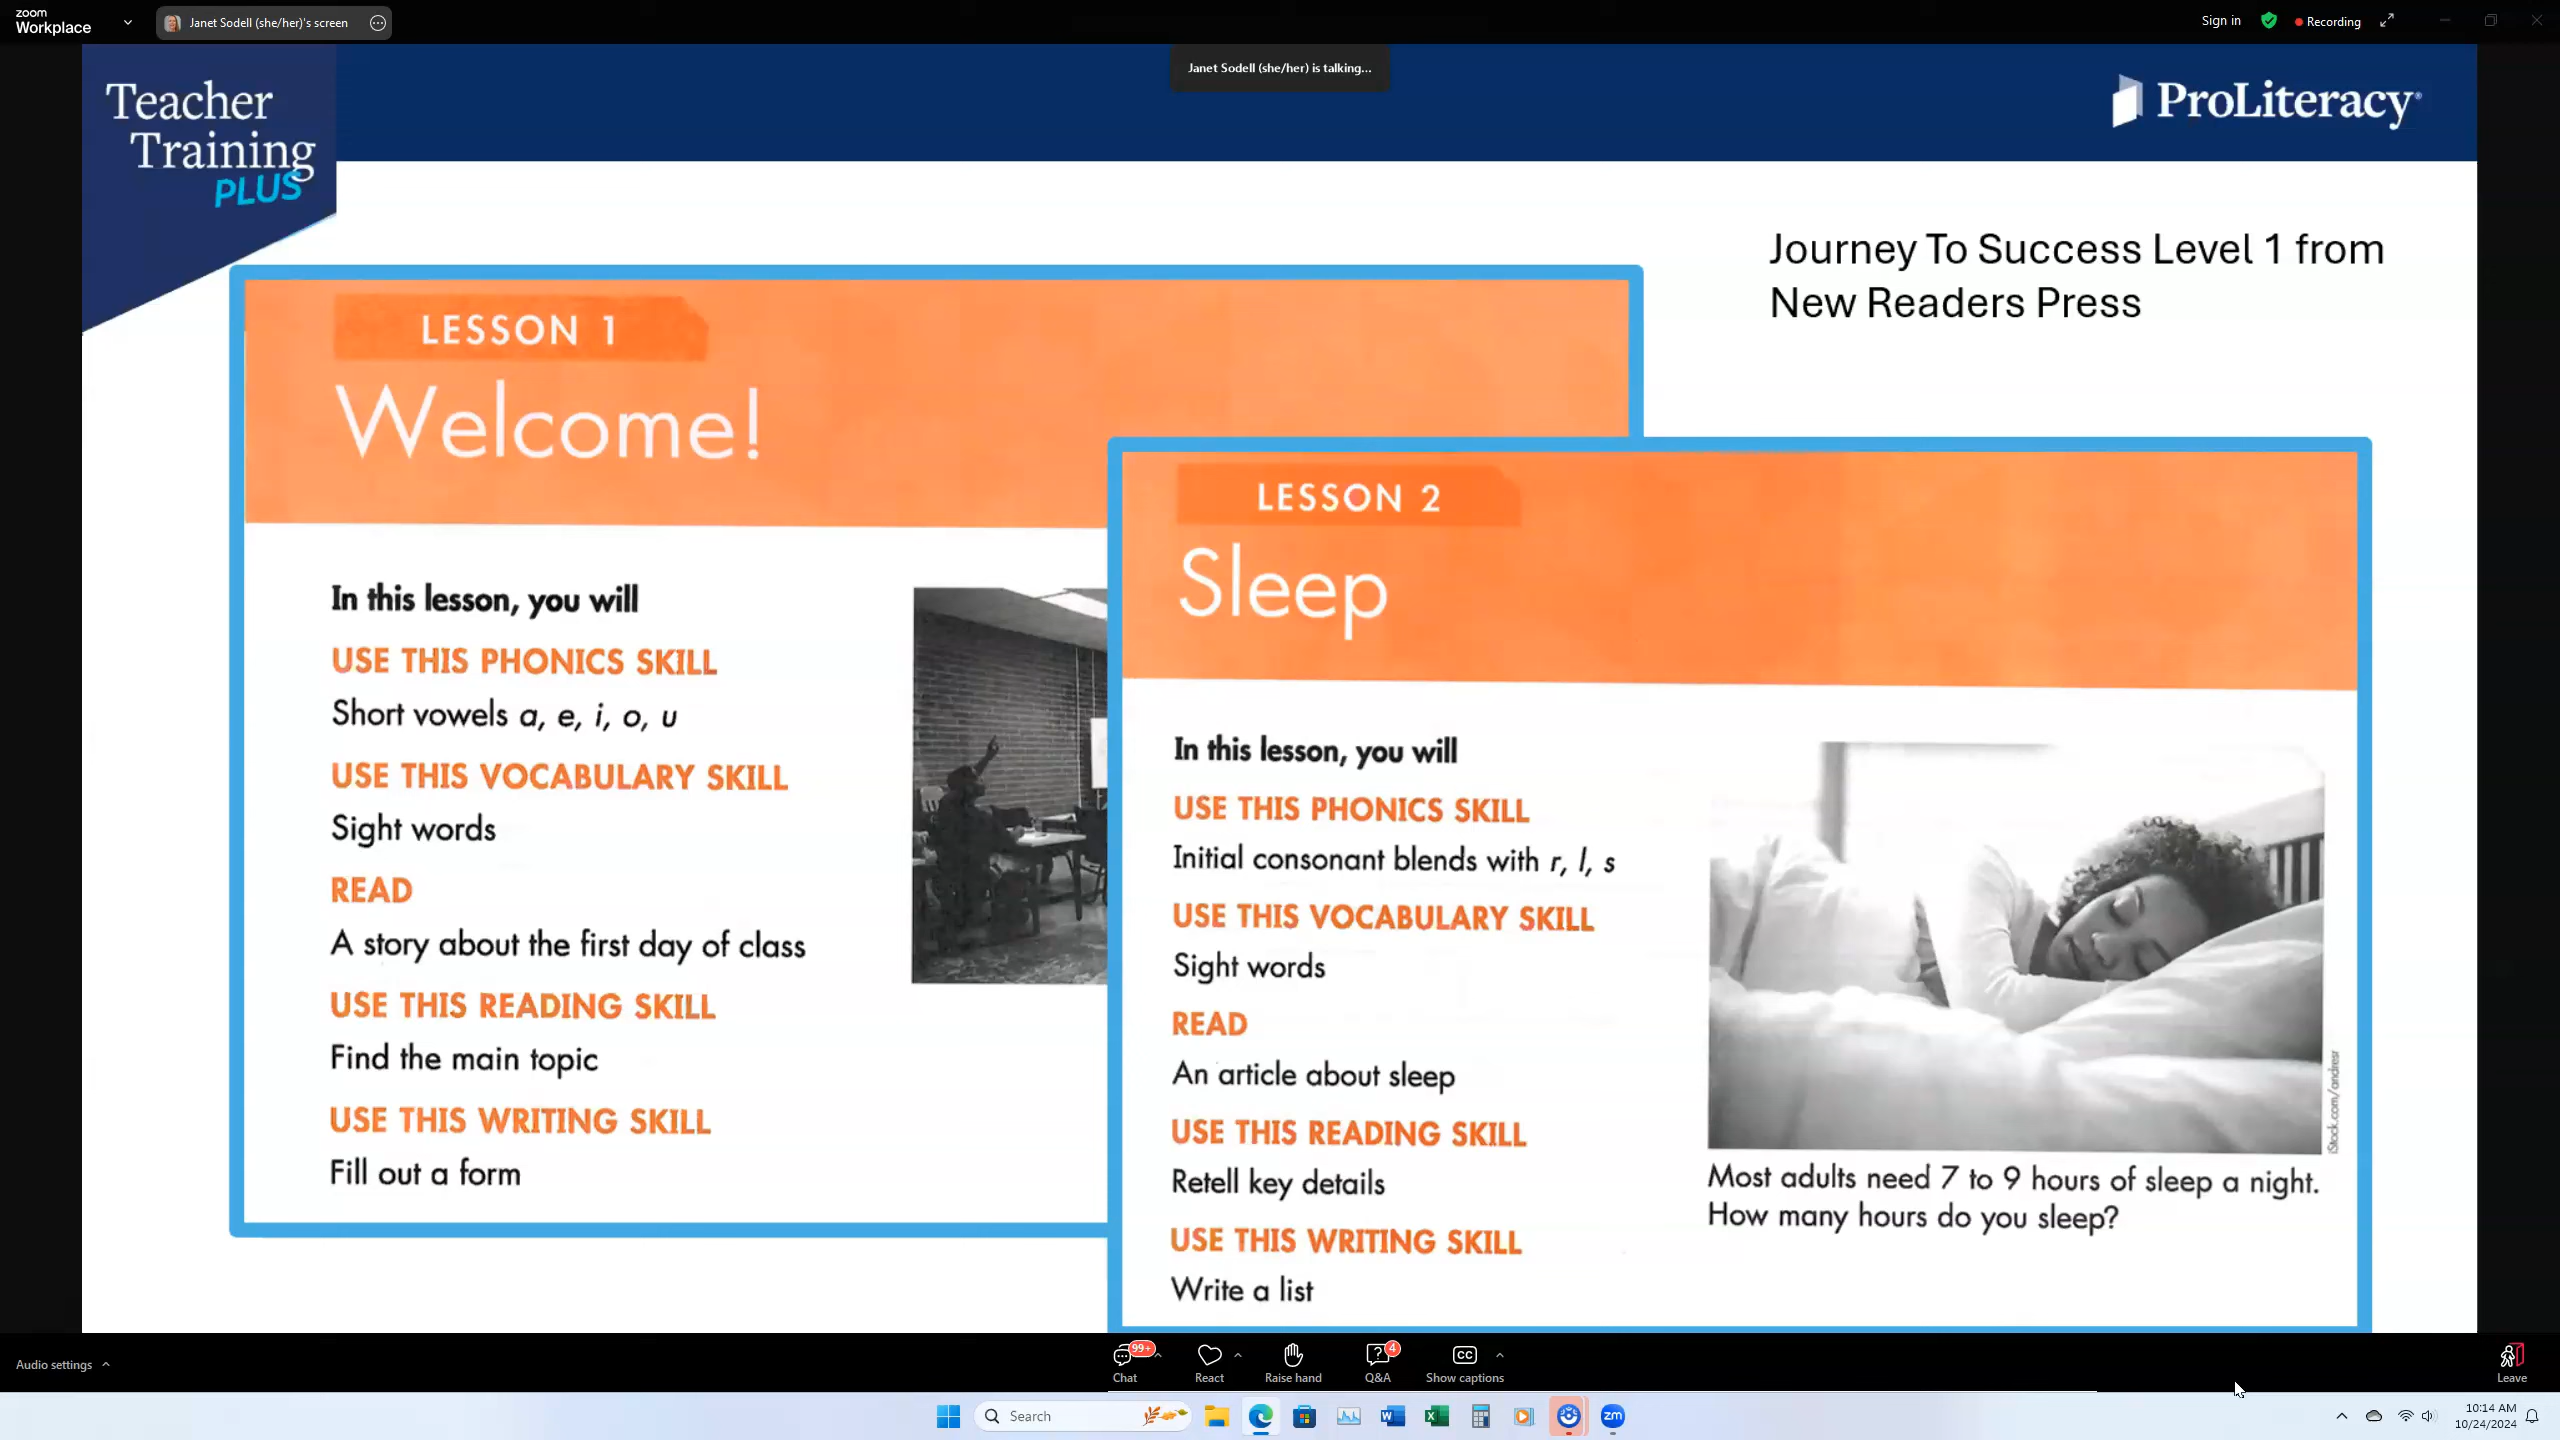 zoom
Workplace
Janet Sodell (she/her)'s screen
Sign in
Recording
Janet Sodell (she/her) is talking...
Teacher
Training
PLUS
ProLiteracy
Journey To Success Level 1 from
New Readers Press
LESSON 1
Welcome!
In this lesson, you will
USE THIS PHONICS SKILL
Short vowels a, e, i, o, u
USE THIS VOCABULARY SKILL
Sight words
READ
A story about the first day of class
USE THIS READING SKILL
Find the main topic
USE THIS WRITING SKILL
Fill out a form
LESSON 2
Sleep
In this lesson, you will
USE THIS PHONICS SKILL
Initial consonant blends with r, l, s
USE THIS VOCABULARY SKILL
Sight words
READ
An article about sleep
USE THIS READING SKILL
Retell key details
USE THIS WRITING SKILL
Write a list
iStock.com/andresr
Most adults need 7 to 9 hours of sleep a night.
How many hours do you sleep?
Audio settings
99+
Chat
React
Raise hand
4
Q&A
CC
Show captions
Leave
Search
zm
10:14 AM
10/24/2024